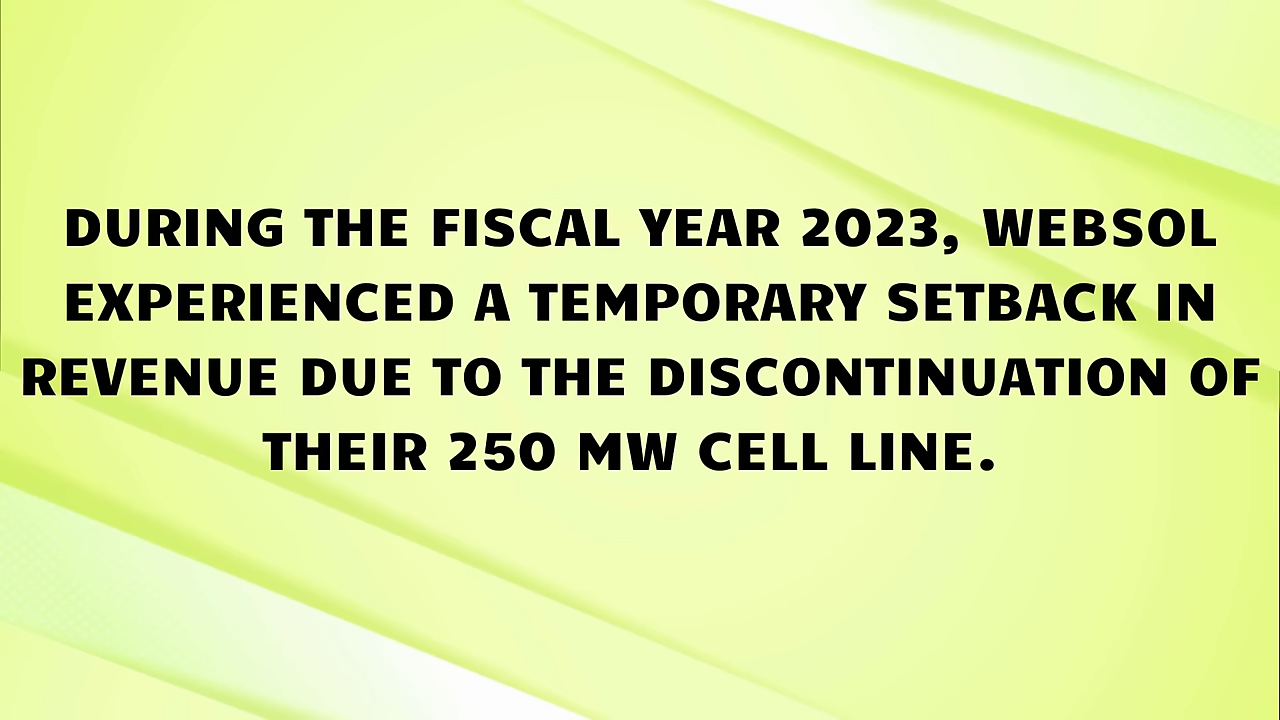 DURING THE FISCAL YEAR 2023, WEBSOL
EXPERIENCED A TEMPORARY SETBACK IN
REVENUE DUE TO THE DISCONTINUATION OF
THEIR 250 MW CELL LINE.